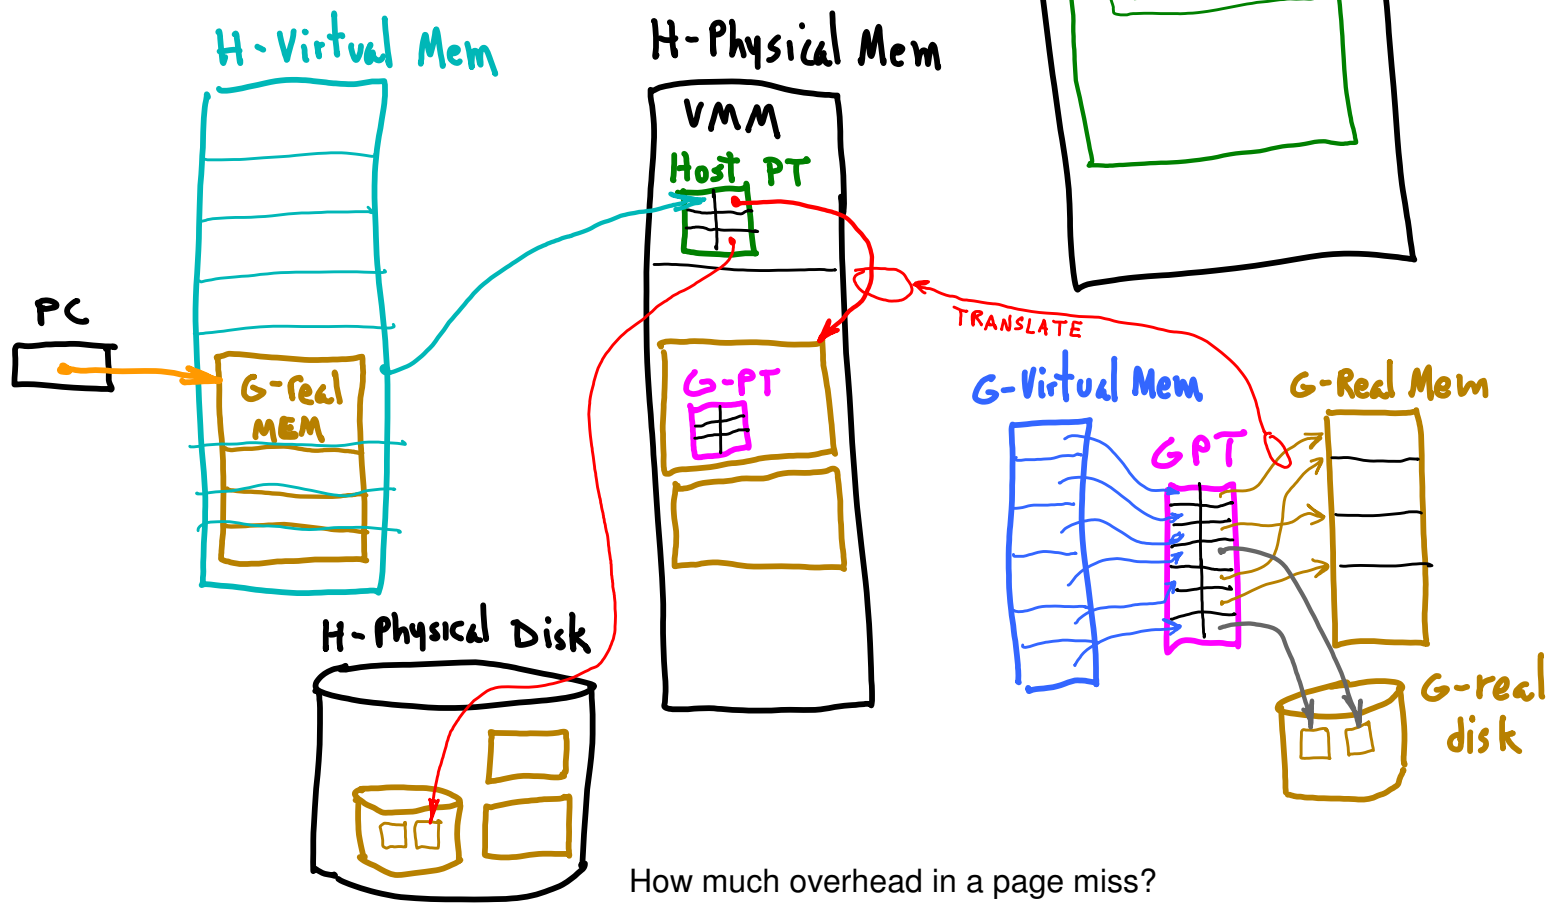 H-Virtual Mem
H-Physical Mem
VMM
Host PT
PC
G-real
MEM
G-PT
TRANSLATE
G-Virtual Mem
G-Real Mem
GPT
H-Physical Disk
G-real
disk
How much overhead in a page miss?